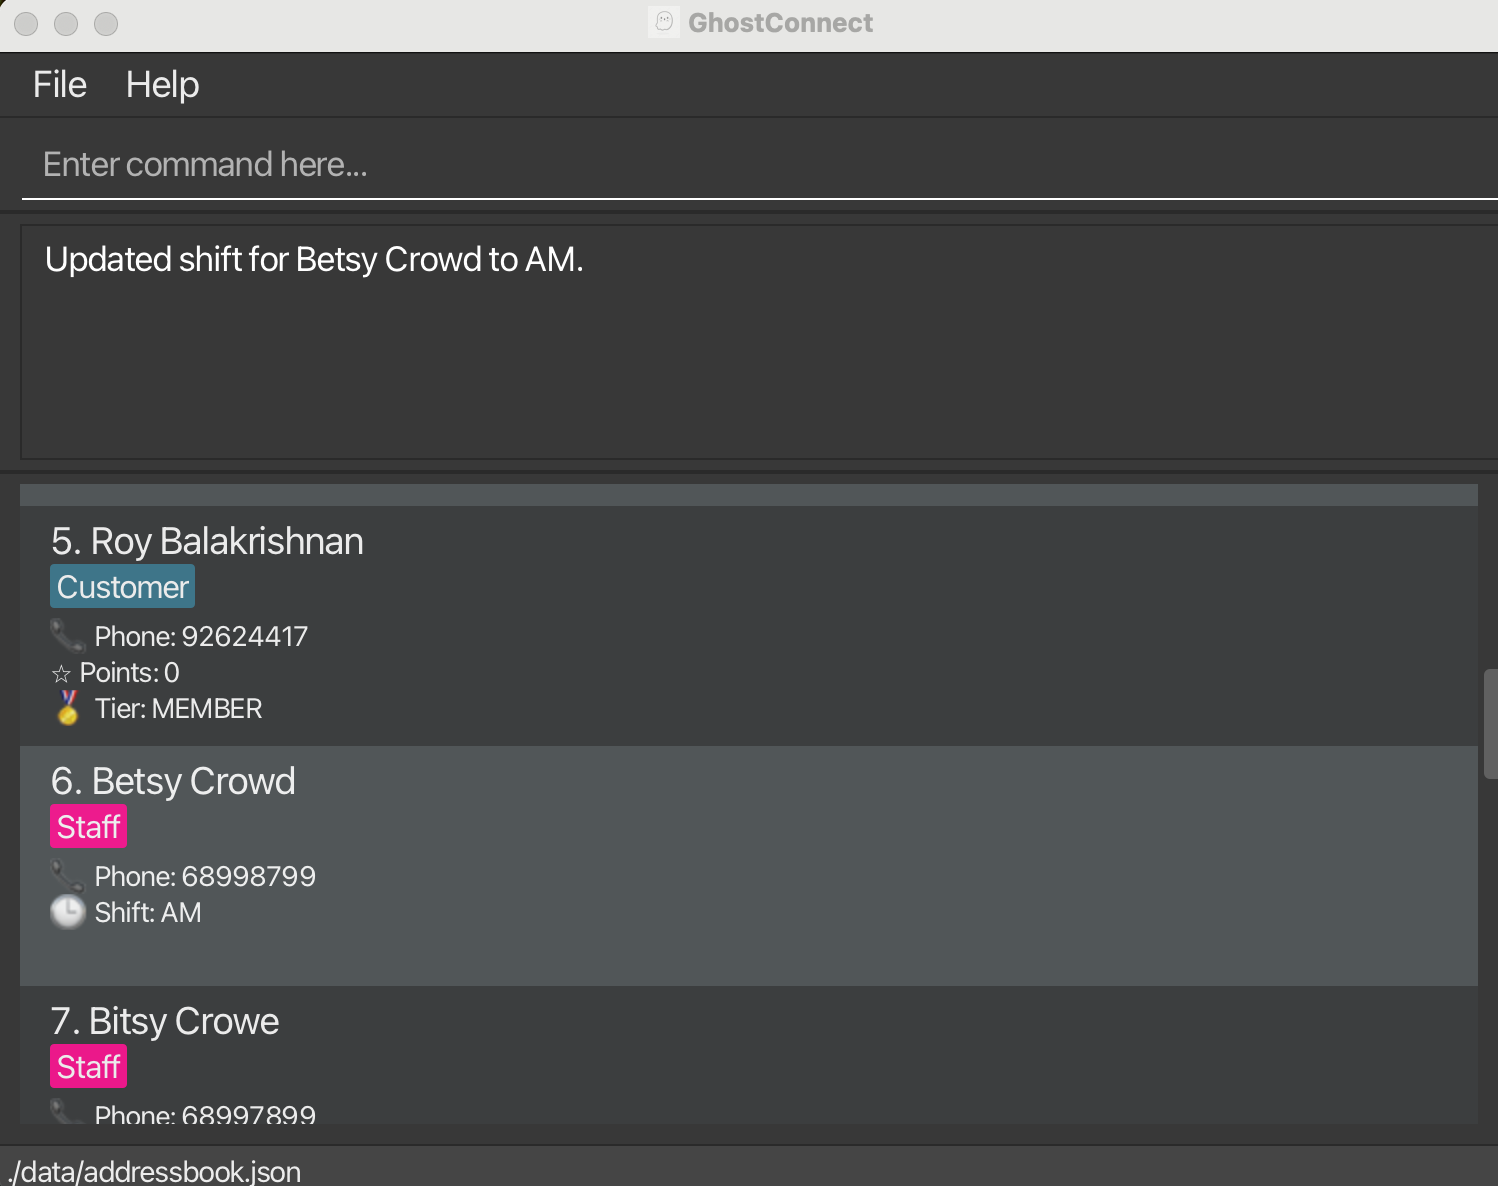 GhostConnect
File Help
Enter command here...
Updated shift for Betsy Crowd to AM.
5. Roy Balakrishnan
Customer
Phone: 92624417
☆ Points: 0
Tier: MEMBER
6. Betsy Crowd
Staff
Phone: 68998799
Shift: AM
7. Bitsy Crowe
Staff
Phone: 68997899
./data/addressbook.json